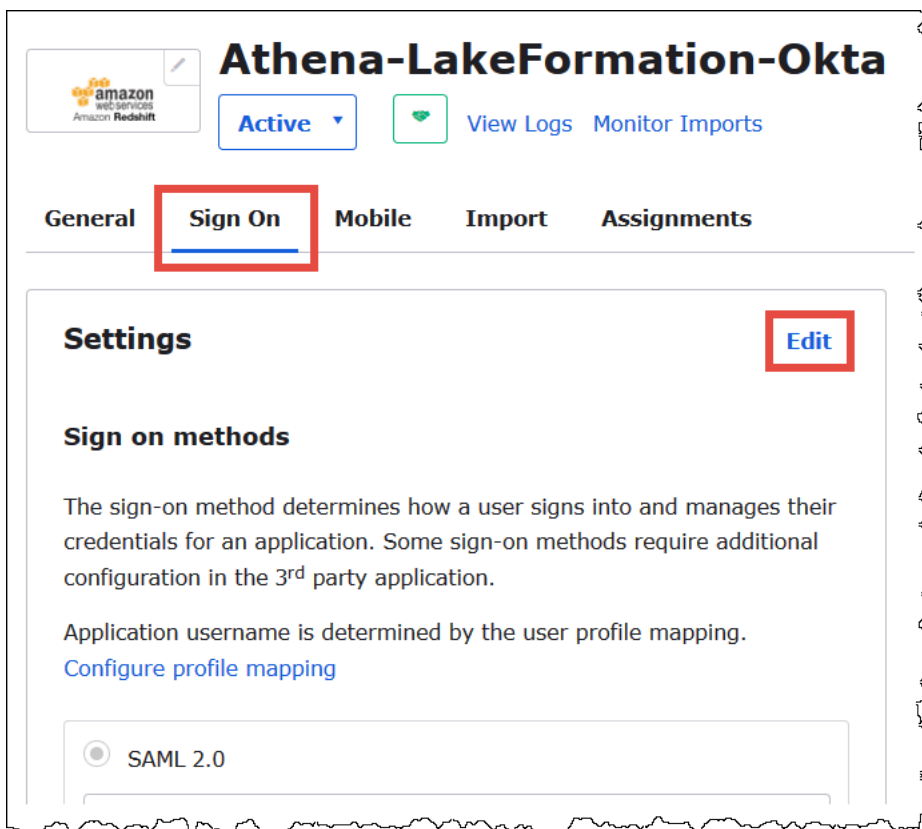 Athena-LakeFormation-Okta
amazon
webservices
Amazon Redshift
Active
View Logs
Monitor Imports
General
Sign On
Mobile
Import
Assignments
Settings
Edit
Sign on methods
The sign-on method determines how a user signs into and manages their
credentials for an application. Some sign-on methods require additional
configuration in the 3rd party application.
Application username is determined by the user profile mapping.
Configure profile mapping
SAML 2.0